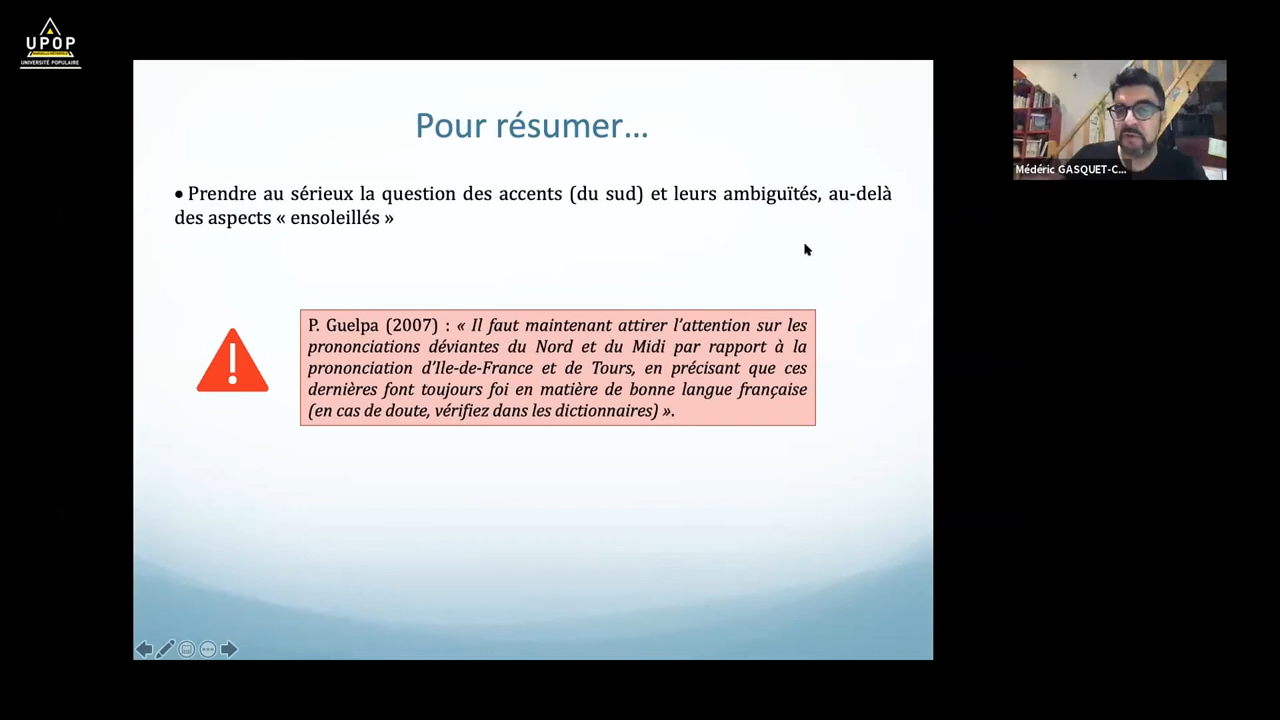 UPOP
UNIVERSITÉ POPULAIRE
Pour résumer...
• Prendre au sérieux la question des accents (du sud) et leurs ambiguïtés, au-delà
des aspects « ensoleillés »
P. Guelpa (2007) : « Il faut maintenant attirer l'attention sur les
prononciations déviantes du Nord et du Midi par rapport à la
prononciation d'Ile-de-France et de Tours, en précisant que ces
dernières font toujours foi en matière de bonne langue française
(en cas de doute, vérifiez dans les dictionnaires) ».
Médéric GASQUET-C...